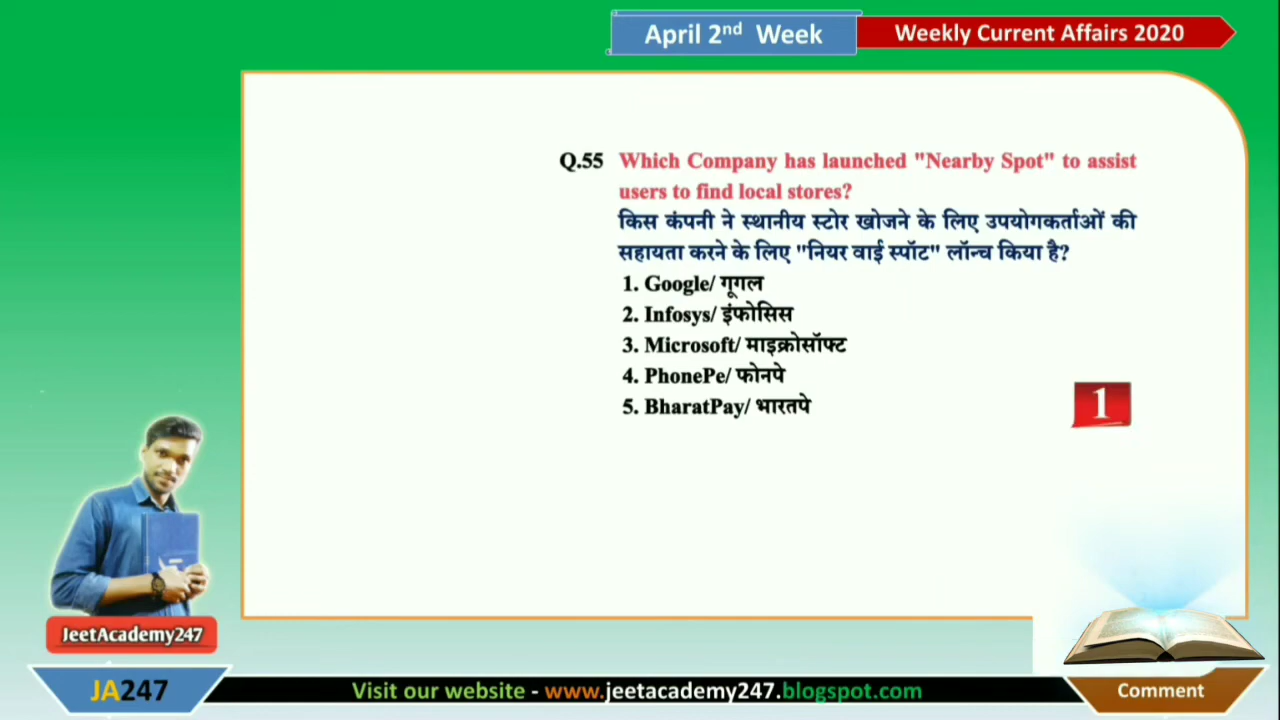 April 2nd Week
Weekly Current Affairs 2020
Q.55 Which Company has launched "Nearby Spot" to assist
users to find local stores?
किस कंपनी ने स्थानीय स्टोर खोजने के लिए उपयोगकर्ताओं की
सहायता करने के लिए "नियर वाई स्पॉट" लॉन्च किया है?
1. Google/ गूगल
2. Infosys/ इंफोसिस
3. Microsoft/ माइक्रोसॉफ्ट
4. PhonePe/ फोनपे
5. BharatPay/ भारतपे
1
JeetAcademy247
JA247
Visit our website - www.jeetacademy247.blogspot.com
Comment